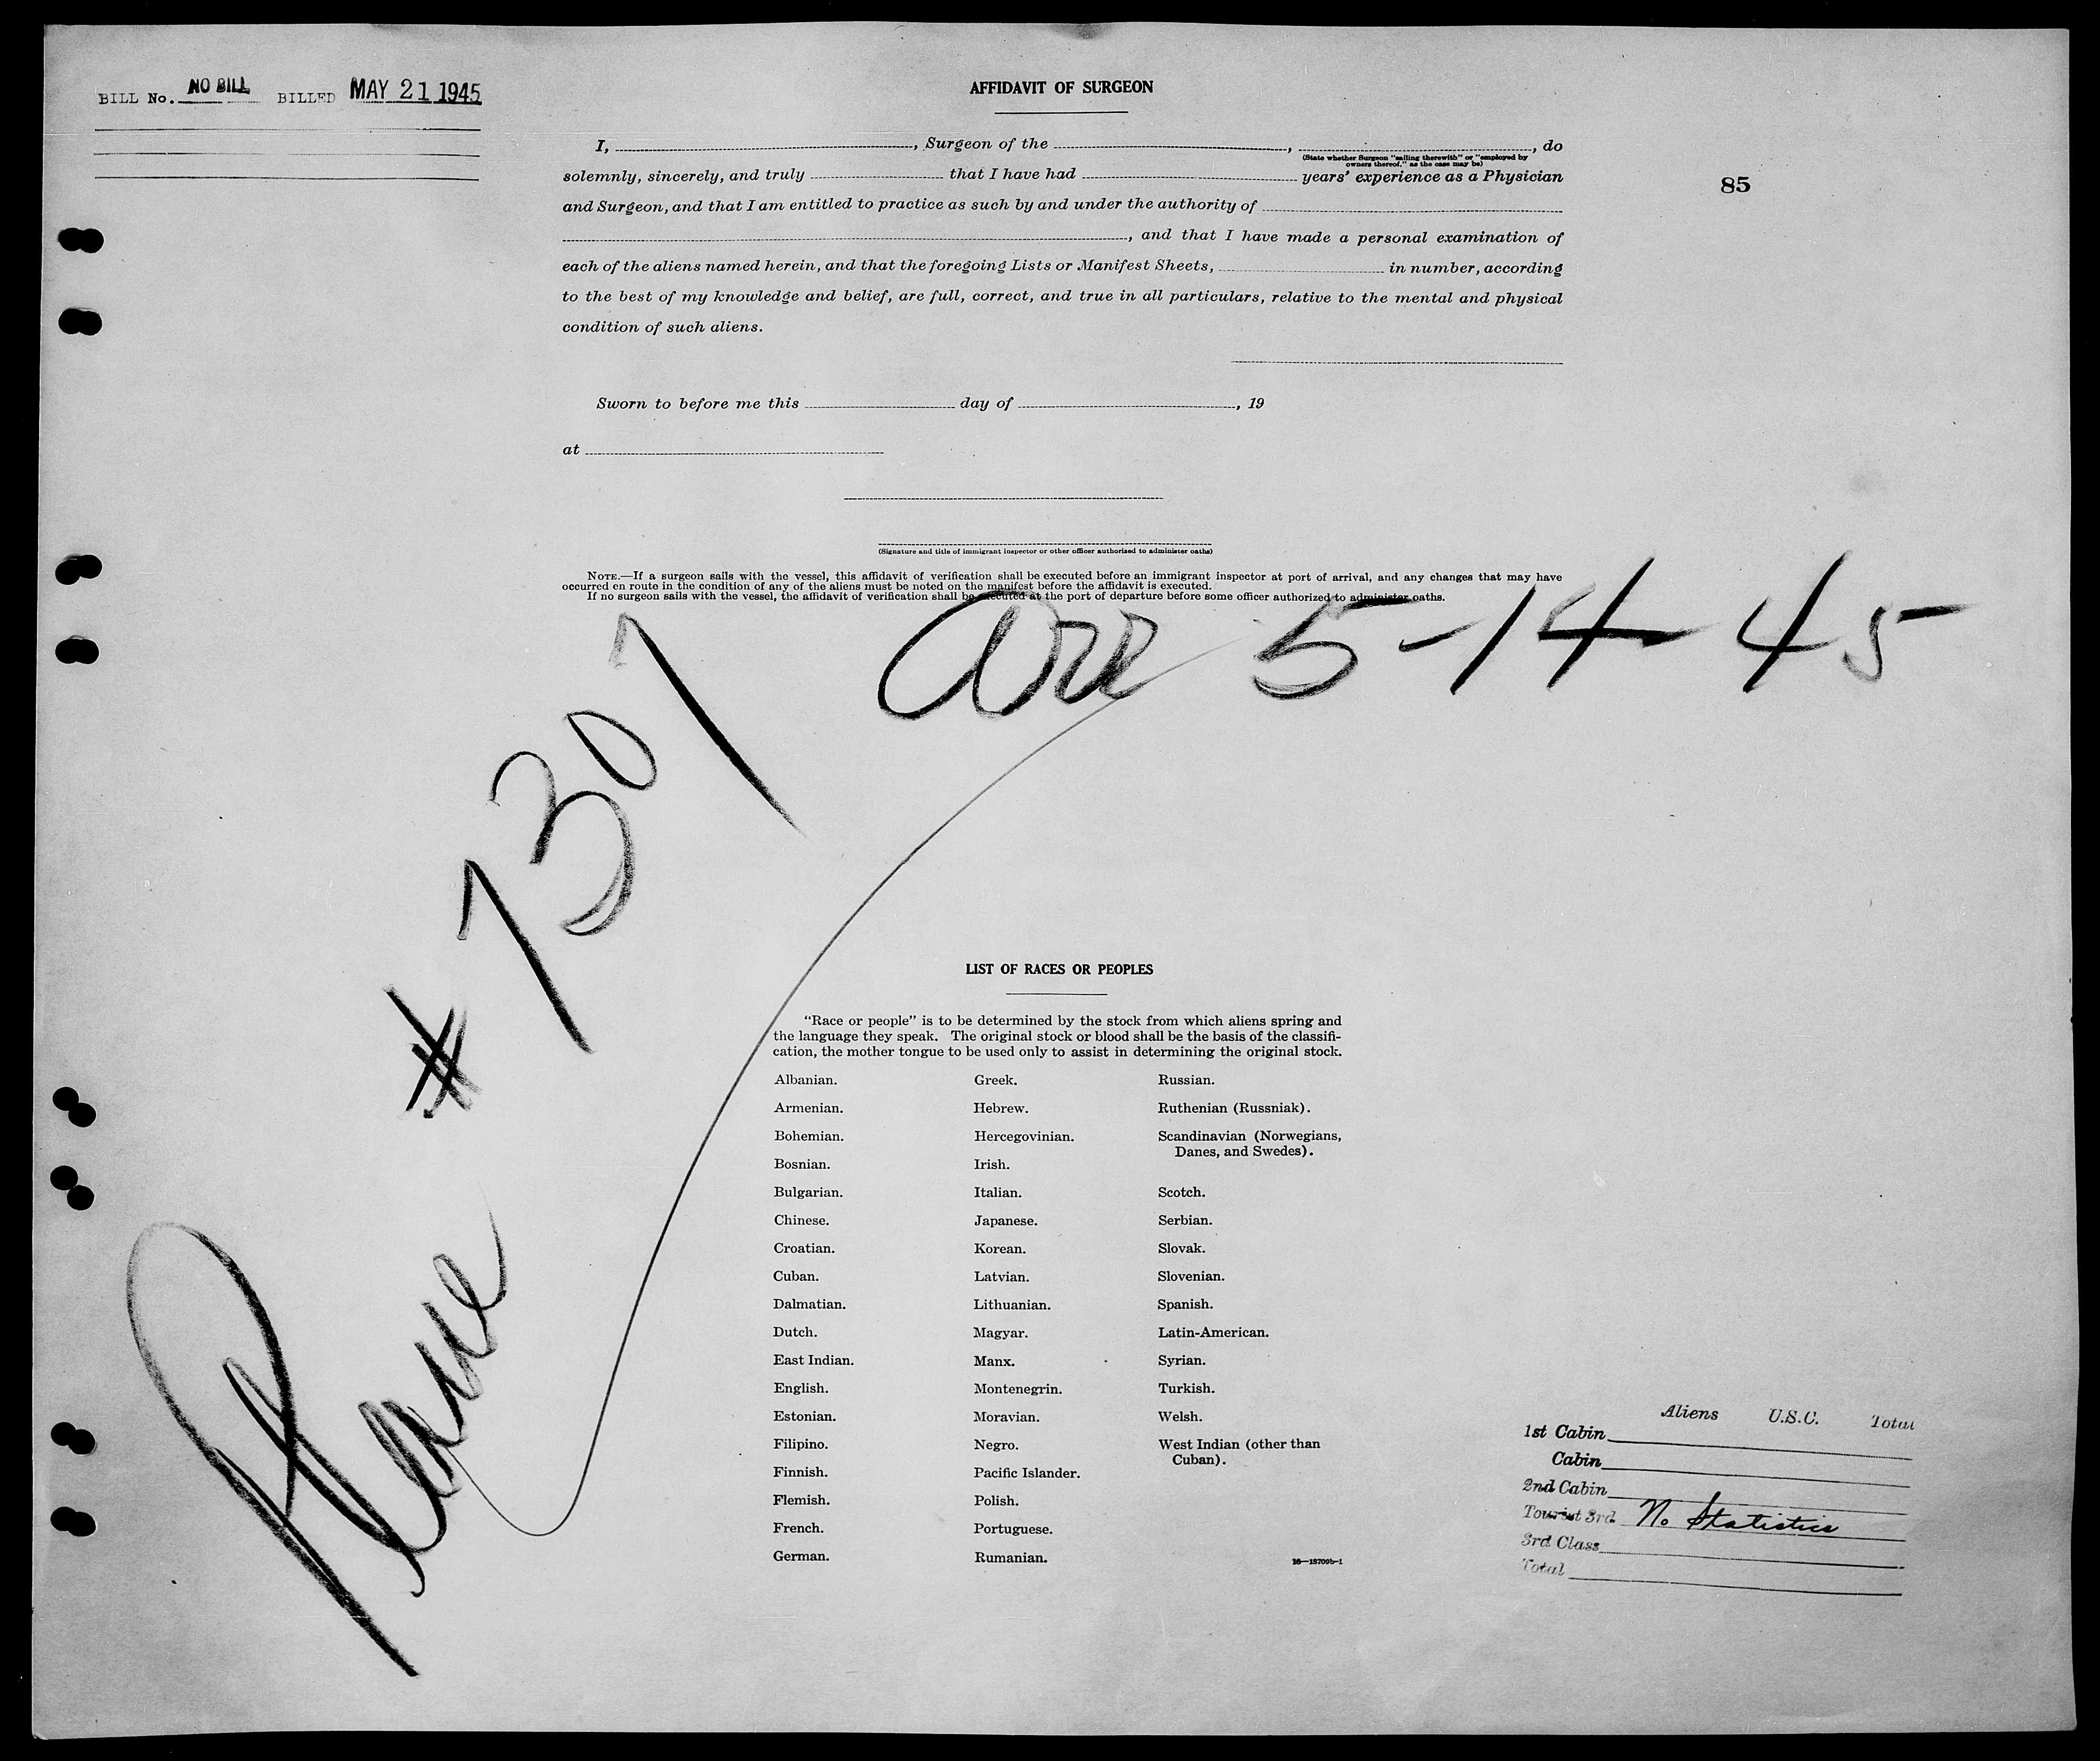 BILL No. NO BILL BILLED MAY 21 1945
AFFIDAVIT OF SURGEON
I, , Surgeon of the , , do
(State whether Surgeon "sailing therewith" or "employed by
owners thereof," as the case may be)
solemnly, sincerely, and truly that I have had years' experience as a Physician
85
and Surgeon, and that I am entitled to practice as such by and under the authority of
, and that I have made a personal examination of
each of the aliens named herein, and that the foregoing Lists or Manifest Sheets, in number, according
to the best of my knowledge and belief, are full, correct, and true in all particulars, relative to the mental and physical
condition of such aliens.
Sworn to before me this day of , 19
at
(Signature and title of immigrant inspector or other officer authorized to administer oaths)
NOTE.—If a surgeon sails with the vessel, this affidavit of verification shall be executed before an immigrant inspector at port of arrival, and any changes that may have
occurred en route in the condition of any of the aliens must be noted on the manifest before the affidavit is executed.
If no surgeon sails with the vessel, the affidavit of verification shall be executed at the port of departure before some officer authorized to administer oaths.
Arr 5-14-45
Plane #7307
LIST OF RACES OR PEOPLES
"Race or people" is to be determined by the stock from which aliens spring and
the language they speak. The original stock or blood shall be the basis of the classifi-
cation, the mother tongue to be used only to assist in determining the original stock.
Albanian.
Armenian.
Bohemian.
Bosnian.
Bulgarian.
Chinese.
Croatian.
Cuban.
Dalmatian.
Dutch.
East Indian.
English.
Estonian.
Filipino.
Finnish.
Flemish.
French.
German.
Greek.
Hebrew.
Hercegovinian.
Irish.
Italian.
Japanese.
Korean.
Latvian.
Lithuanian.
Magyar.
Manx.
Montenegrin.
Moravian.
Negro.
Pacific Islander.
Polish.
Portuguese.
Rumanian.
Russian.
Ruthenian (Russniak).
Scandinavian (Norwegians,
Danes, and Swedes).
Scotch.
Serbian.
Slovak.
Slovenian.
Spanish.
Latin-American.
Syrian.
Turkish.
Welsh.
West Indian (other than
Cuban).
16—18709b-1
Aliens U.S.C. Total
1st Cabin
Cabin
2nd Cabin
Tourist 3rd No Statistics
3rd Class
Total